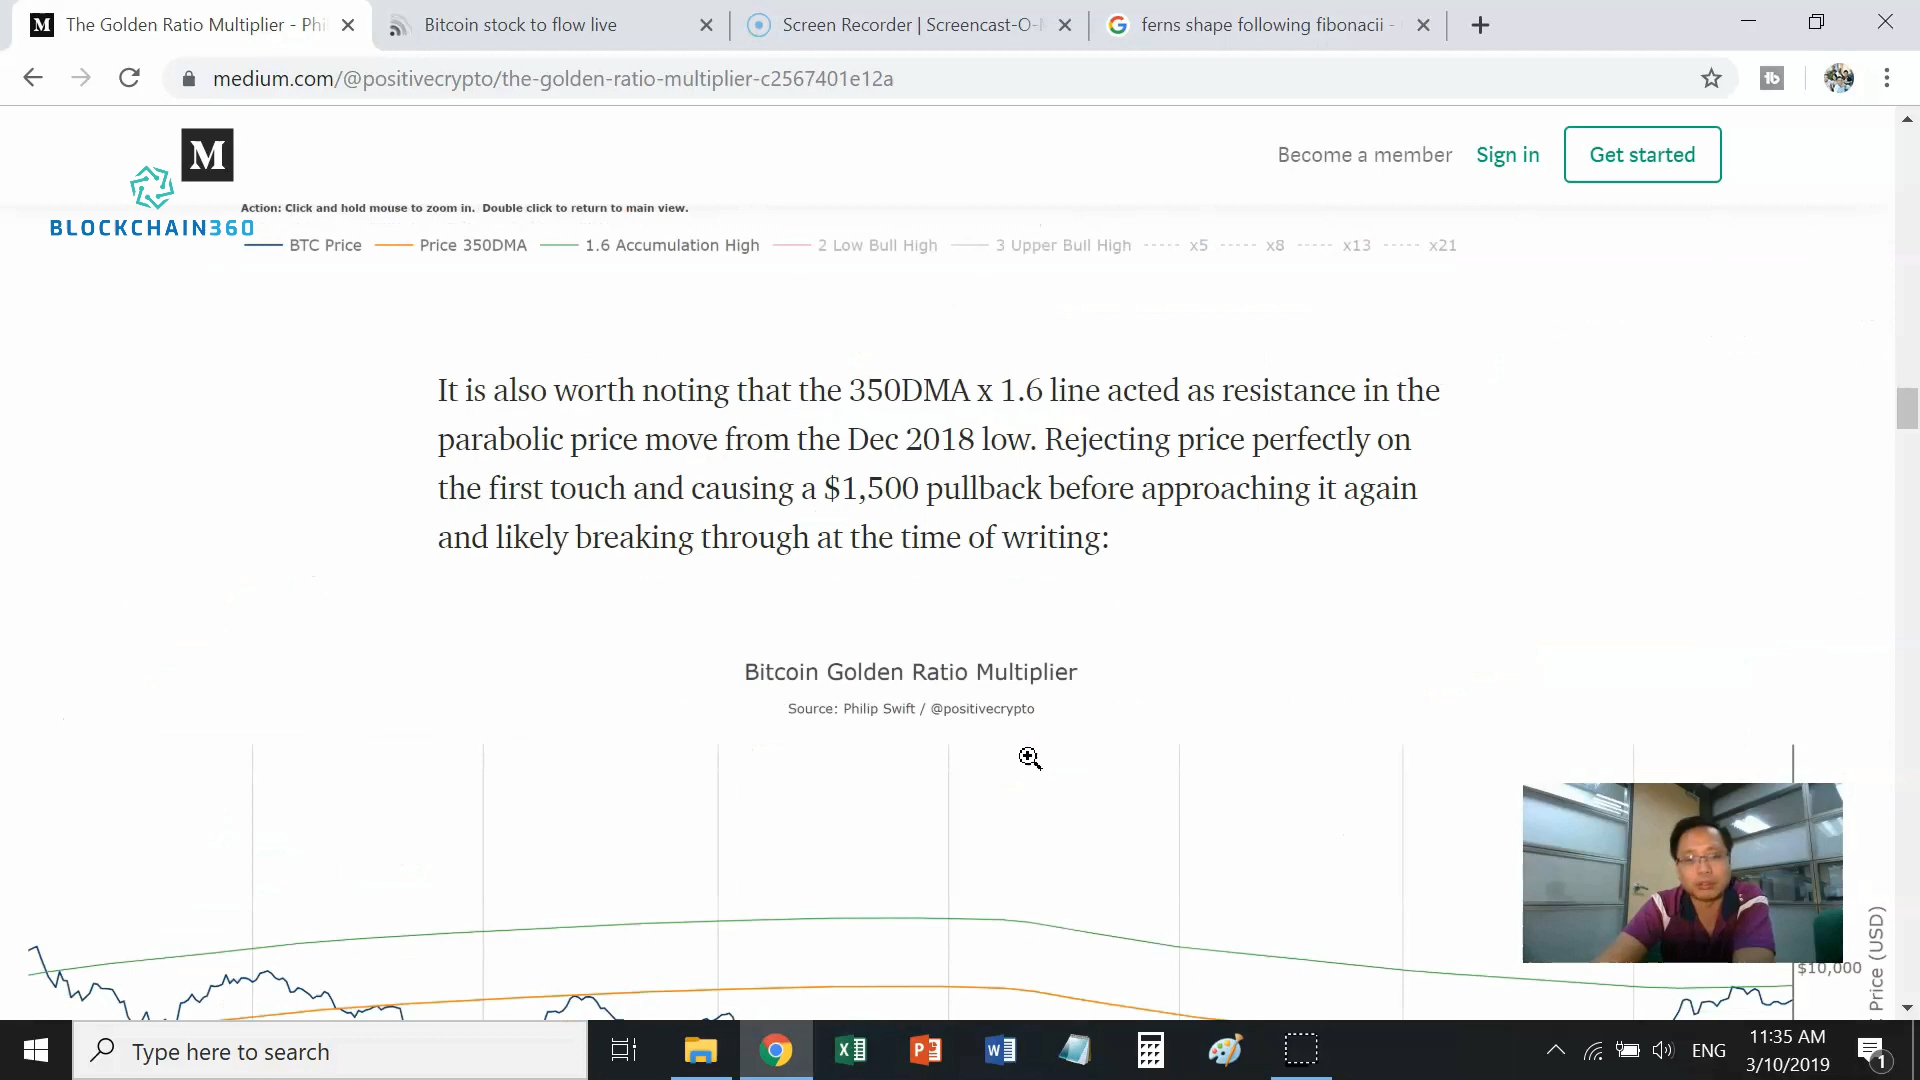 The Golden Ratio Multiplier - Phi
Bitcoin stock to flow live
Screen Recorder | Screencast-O-
ferns shape following fibonacii -
medium.com/@positivecrypto/the-golden-ratio-multiplier-c2567401e12a
M
Become a member
Sign in
Get started
BLOCKCHAIN360
Action: Click and hold mouse to zoom in. Double click to return to main view.
BTC Price Price 350DMA 1.6 Accumulation High 2 Low Bull High 3 Upper Bull High x5 x8 x13 x21
It is also worth noting that the 350DMA x 1.6 line acted as resistance in the
parabolic price move from the Dec 2018 low. Rejecting price perfectly on
the first touch and causing a $1,500 pullback before approaching it again
and likely breaking through at the time of writing:
Bitcoin Golden Ratio Multiplier
Source: Philip Swift / @positivecrypto
$10,000
Price (USD)
Type here to search
ENG
11:35 AM
3/10/2019
1